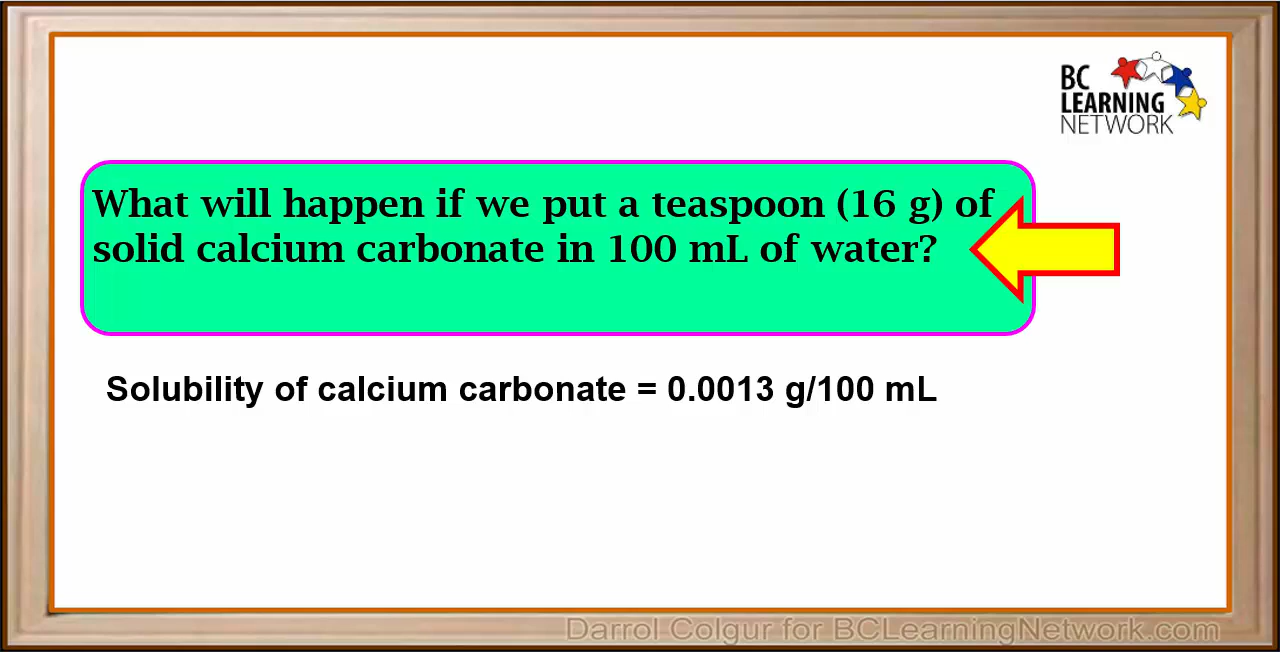 BC
LEARNING
NETWORK
What will happen if we put a teaspoon (16 g) of
solid calcium carbonate in 100 mL of water?
Solubility of calcium carbonate = 0.0013 g/100 mL
Darrol Colgur for BCLearningNetwork.com